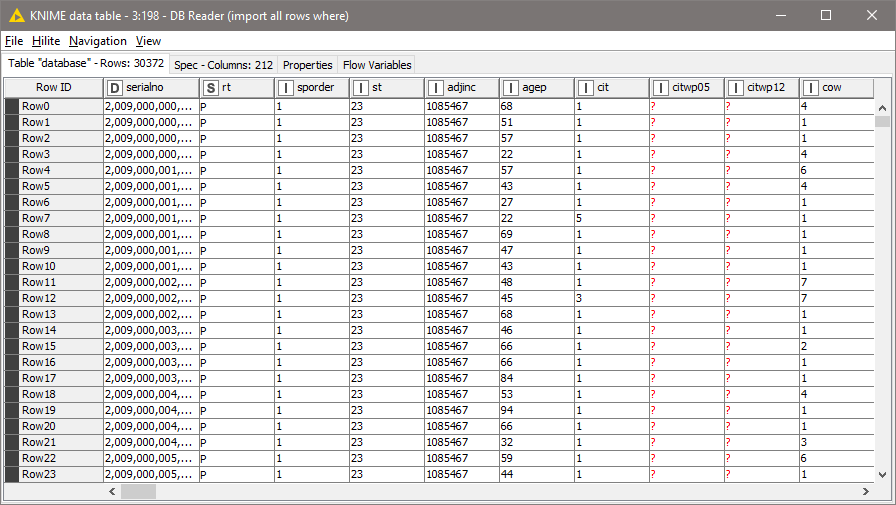 KNIME data table - 3:198 - DB Reader (import all rows where)
File Hilite Navigation View
Table "database" - Rows: 30372 Spec - Columns: 212 Properties Flow Variables
Row ID D serialno S rt I sporder I st I adjinc I agep I cit I citwp05 I citwp12 I cow
Row0 2,009,000,000,... P 1 23 1085467 68 1 ? ? 4
Row1 2,009,000,000,... P 1 23 1085467 51 1 ? ? 1
Row2 2,009,000,000,... P 1 23 1085467 57 1 ? ? 1
Row3 2,009,000,000,... P 1 23 1085467 22 1 ? ? 4
Row4 2,009,000,001,... P 1 23 1085467 57 1 ? ? 6
Row5 2,009,000,001,... P 1 23 1085467 43 1 ? ? 4
Row6 2,009,000,001,... P 1 23 1085467 27 1 ? ? 1
Row7 2,009,000,001,... P 1 23 1085467 22 5 ? ? 1
Row8 2,009,000,001,... P 1 23 1085467 69 1 ? ? 1
Row9 2,009,000,001,... P 1 23 1085467 47 1 ? ? 1
Row10 2,009,000,001,... P 1 23 1085467 43 1 ? ? 1
Row11 2,009,000,002,... P 1 23 1085467 48 1 ? ? 7
Row12 2,009,000,002,... P 1 23 1085467 45 3 ? ? 7
Row13 2,009,000,002,... P 1 23 1085467 68 1 ? ? 1
Row14 2,009,000,003,... P 1 23 1085467 46 1 ? ? 1
Row15 2,009,000,003,... P 1 23 1085467 66 1 ? ? 2
Row16 2,009,000,003,... P 1 23 1085467 66 1 ? ? 1
Row17 2,009,000,003,... P 1 23 1085467 84 1 ? ? 1
Row18 2,009,000,004,... P 1 23 1085467 53 1 ? ? 4
Row19 2,009,000,004,... P 1 23 1085467 94 1 ? ? 1
Row20 2,009,000,004,... P 1 23 1085467 66 1 ? ? 1
Row21 2,009,000,004,... P 1 23 1085467 32 1 ? ? 3
Row22 2,009,000,005,... P 1 23 1085467 59 1 ? ? 6
Row23 2,009,000,005,... P 1 23 1085467 44 1 ? ? 1